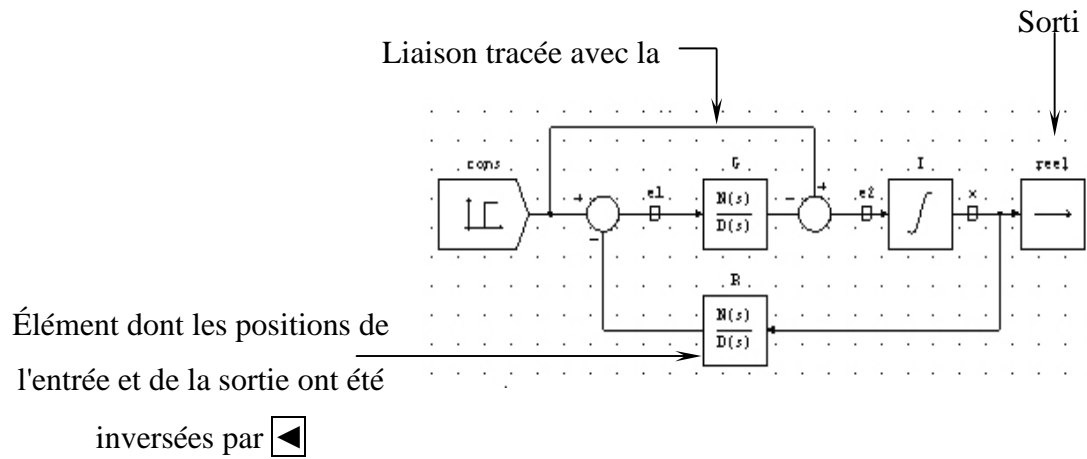 Sorti
Liaison tracée avec la
cons
+
-
e1
G
N(s)
D(s)
-
+
e2
I
∫
x
reel
R
N(s)
D(s)
Élément dont les positions de
l'entrée et de la sortie ont été
inversées par ◄